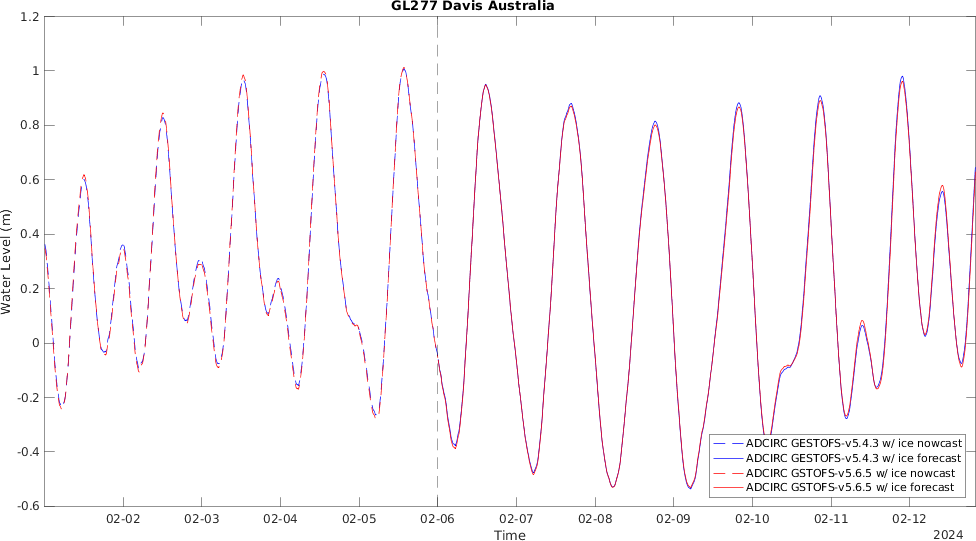 GL277 Davis Australia
1.2
1
0.8
0.6
0.4
0.2
0
-0.2
-0.4
-0.6
Water Level (m)
ADCIRC GESTOFS-v5.4.3 w/ ice nowcast
ADCIRC GESTOFS-v5.4.3 w/ ice forecast
ADCIRC GSTOFS-v5.6.5 w/ ice nowcast
ADCIRC GSTOFS-v5.6.5 w/ ice forecast
02-02 02-03 02-04 02-05 02-06 02-07 02-08 02-09 02-10 02-11 02-12
Time
2024